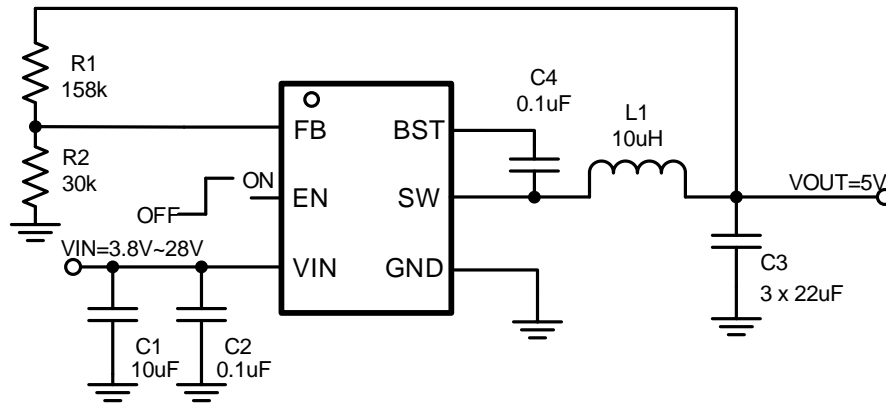 R1
158k
R2
30k
OFF
ON
VIN=3.8V~28V
C1
10uF
C2
0.1uF
FB
EN
VIN
BST
SW
GND
C4
0.1uF
L1
10uH
VOUT=5V
C3
3 x 22uF